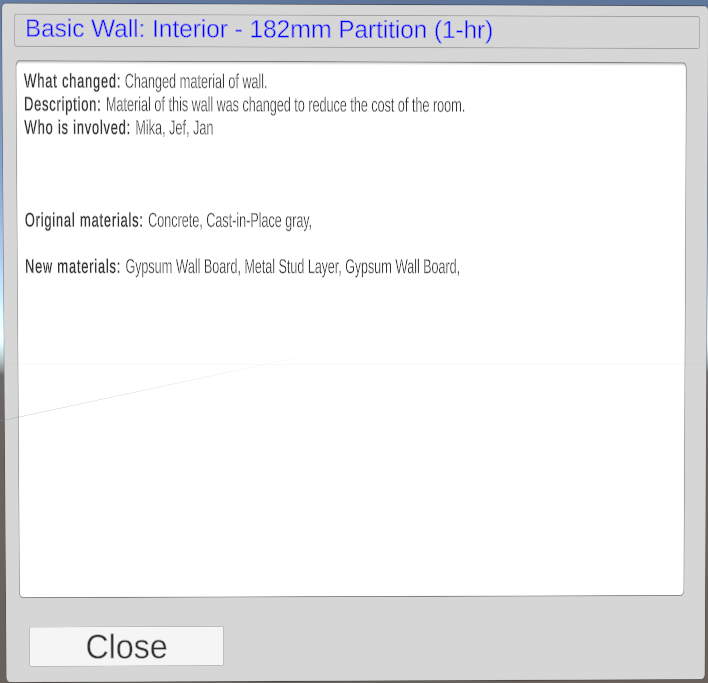 Basic Wall: Interior - 182mm Partition (1-hr)
What changed: Changed material of wall.
Description: Material of this wall was changed to reduce the cost of the room.
Who is involved: Mika, Jef, Jan
Original materials: Concrete, Cast-in-Place gray,
New materials: Gypsum Wall Board, Metal Stud Layer, Gypsum Wall Board,
Close